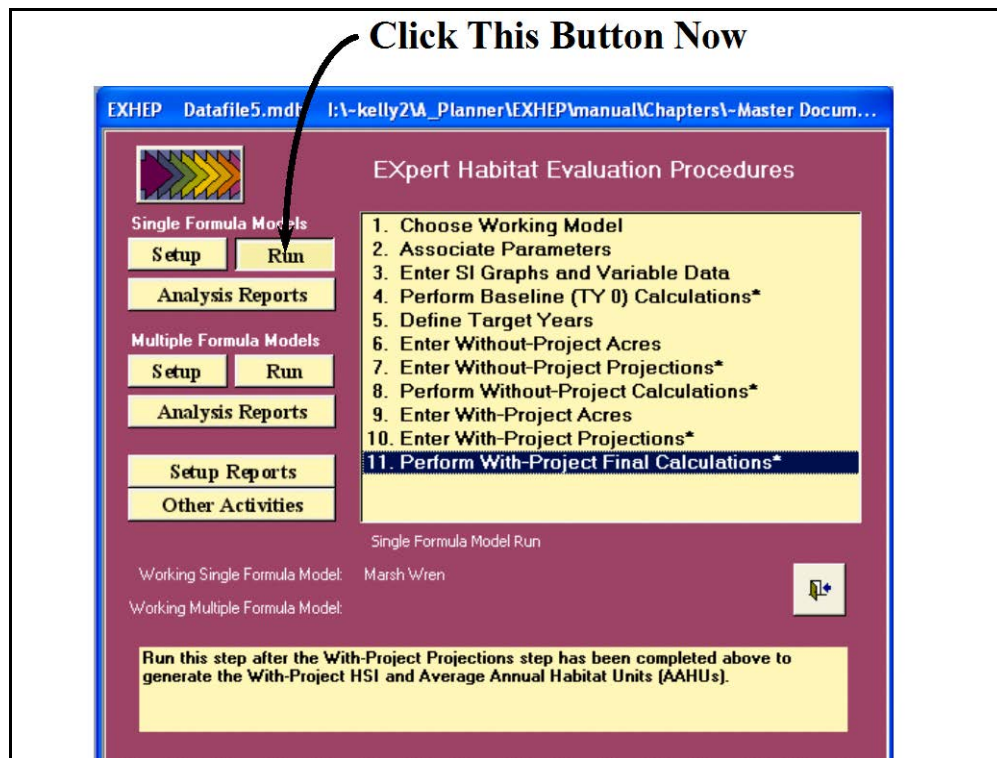 Click This Button Now
EXHEP Datafile5.mdb I:\~kelly2\A_Planner\EXHEP\manual\Chapters\~Master Docum...
EXpert Habitat Evaluation Procedures
Single Formula Models
Setup Run
Analysis Reports
Multiple Formula Models
Setup Run
Analysis Reports
Setup Reports
Other Activities
1. Choose Working Model
2. Associate Parameters
3. Enter SI Graphs and Variable Data
4. Perform Baseline (TY 0) Calculations*
5. Define Target Years
6. Enter Without-Project Acres
7. Enter Without-Project Projections*
8. Perform Without-Project Calculations*
9. Enter With-Project Acres
10. Enter With-Project Projections*
11. Perform With-Project Final Calculations*
Single Formula Model Run
Working Single Formula Model: Marsh Wren
Working Multiple Formula Model:
Run this step after the With-Project Projections step has been completed above to
generate the With-Project HSI and Average Annual Habitat Units (AAHUs).